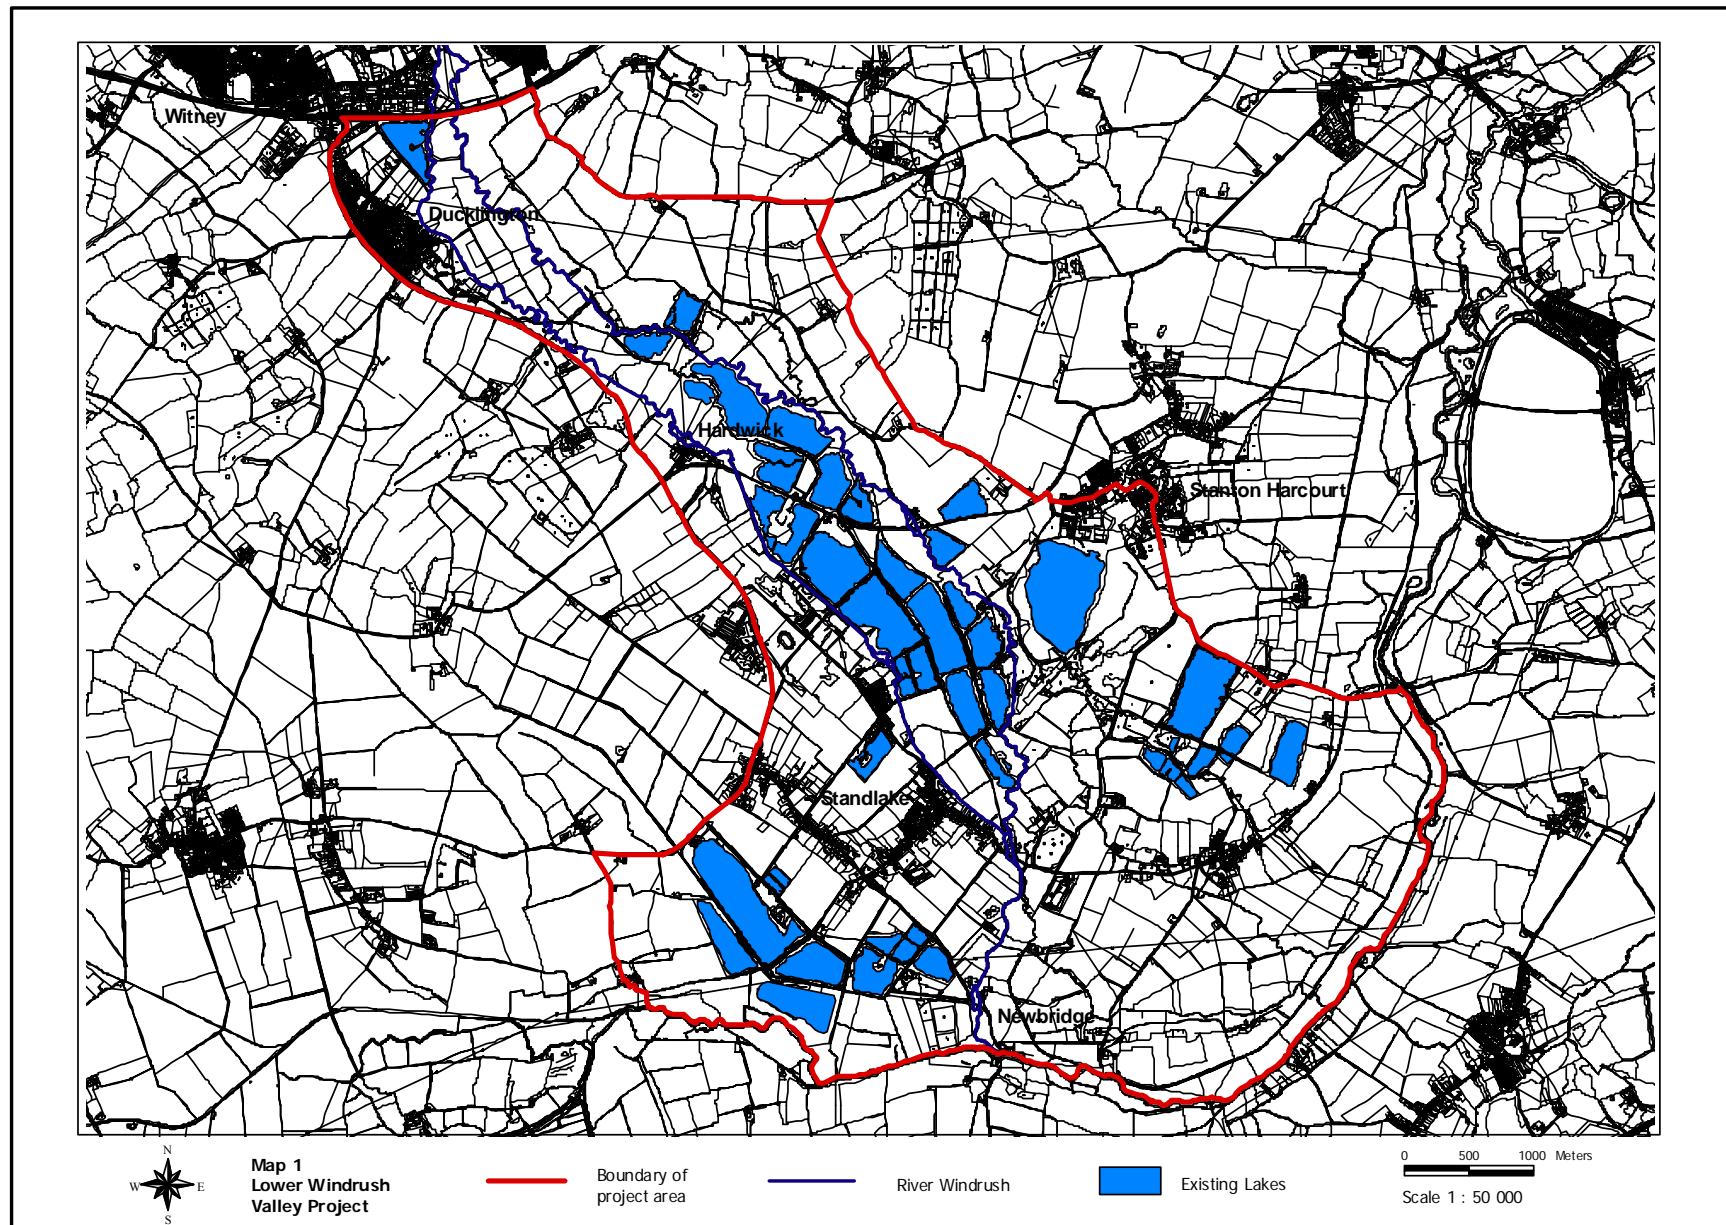 Witney
Ducklington
Hardwick
Stanton Harcourt
Standlake
Newbridge
N
W E
S
Map 1
Lower Windrush
Valley Project
Boundary of
project area
River Windrush
Existing Lakes
0 500 1000 Meters
Scale 1 : 50 000